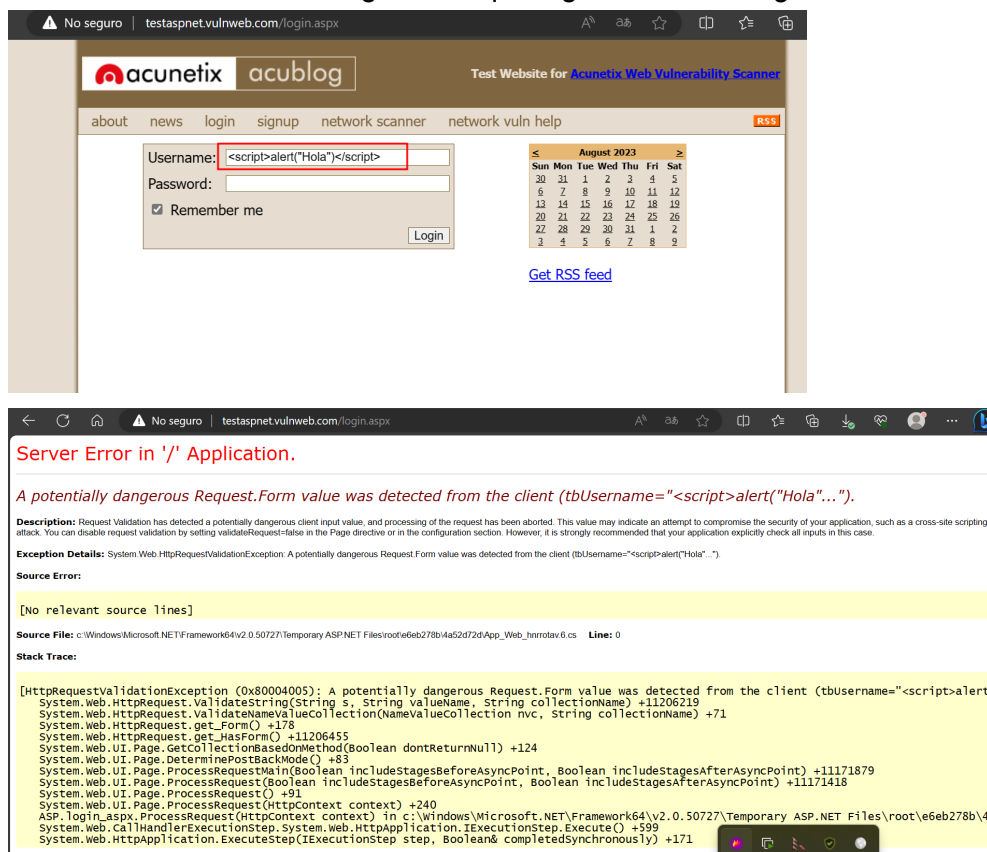 No seguro | testaspnet.vulnweb.com/login.aspx
acunetix acublog
Test Website for Acunetix Web Vulnerability Scanner
about news login signup network scanner network vuln help RSS
Username: <script>alert("Hola")</script>
Password:
Remember me
Login
< August 2023 >
Sun Mon Tue Wed Thu Fri Sat
30 31 1 2 3 4 5
6 7 8 9 10 11 12
13 14 15 16 17 18 19
20 21 22 23 24 25 26
27 28 29 30 31 1 2
3 4 5 6 7 8 9
Get RSS feed
No seguro | testaspnet.vulnweb.com/login.aspx
Server Error in '/' Application.
A potentially dangerous Request.Form value was detected from the client (tbUsername="<script>alert("Hola"...").
Description: Request Validation has detected a potentially dangerous client input value, and processing of the request has been aborted. This value may indicate an attempt to compromise the security of your application, such as a cross-site scripting
attack. You can disable request validation by setting validateRequest=false in the Page directive or in the configuration section. However, it is strongly recommended that your application explicitly check all inputs in this case.
Exception Details: System.Web.HttpRequestValidationException: A potentially dangerous Request.Form value was detected from the client (tbUsername="<script>alert("Hola"...").
Source Error:
[No relevant source lines]
Source File: c:\Windows\Microsoft.NET\Framework64\v2.0.50727\Temporary ASP.NET Files\root\e6eb278b\4a52d72d\App_Web_hnrrotav.6.cs Line: 0
Stack Trace:
[HttpRequestValidationException (0x80004005): A potentially dangerous Request.Form value was detected from the client (tbUsername="<script>alert
System.Web.HttpRequest.ValidateString(String s, String valueName, String collectionName) +11206219
System.Web.HttpRequest.ValidateNameValueCollection(NameValueCollection nvc, String collectionName) +71
System.Web.HttpRequest.get_Form() +178
System.Web.HttpRequest.get_HasForm() +11206455
System.Web.UI.Page.GetCollectionBasedOnMethod(Boolean dontReturnNull) +124
System.Web.UI.Page.DeterminePostBackMode() +83
System.Web.UI.Page.ProcessRequestMain(Boolean includeStagesBeforeAsyncPoint, Boolean includeStagesAfterAsyncPoint) +11171879
System.Web.UI.Page.ProcessRequest(Boolean includeStagesBeforeAsyncPoint, Boolean includeStagesAfterAsyncPoint) +11171418
System.Web.UI.Page.ProcessRequest() +91
System.Web.UI.Page.ProcessRequest(HttpContext context) +240
ASP.login_aspx.ProcessRequest(HttpContext context) in c:\Windows\Microsoft.NET\Framework64\v2.0.50727\Temporary ASP.NET Files\root\e6eb278b\4
System.Web.CallHandlerExecutionStep.System.Web.HttpApplication.IExecutionStep.Execute() +599
System.Web.HttpApplication.ExecuteStep(IExecutionStep step, Boolean& completedSynchronously) +171